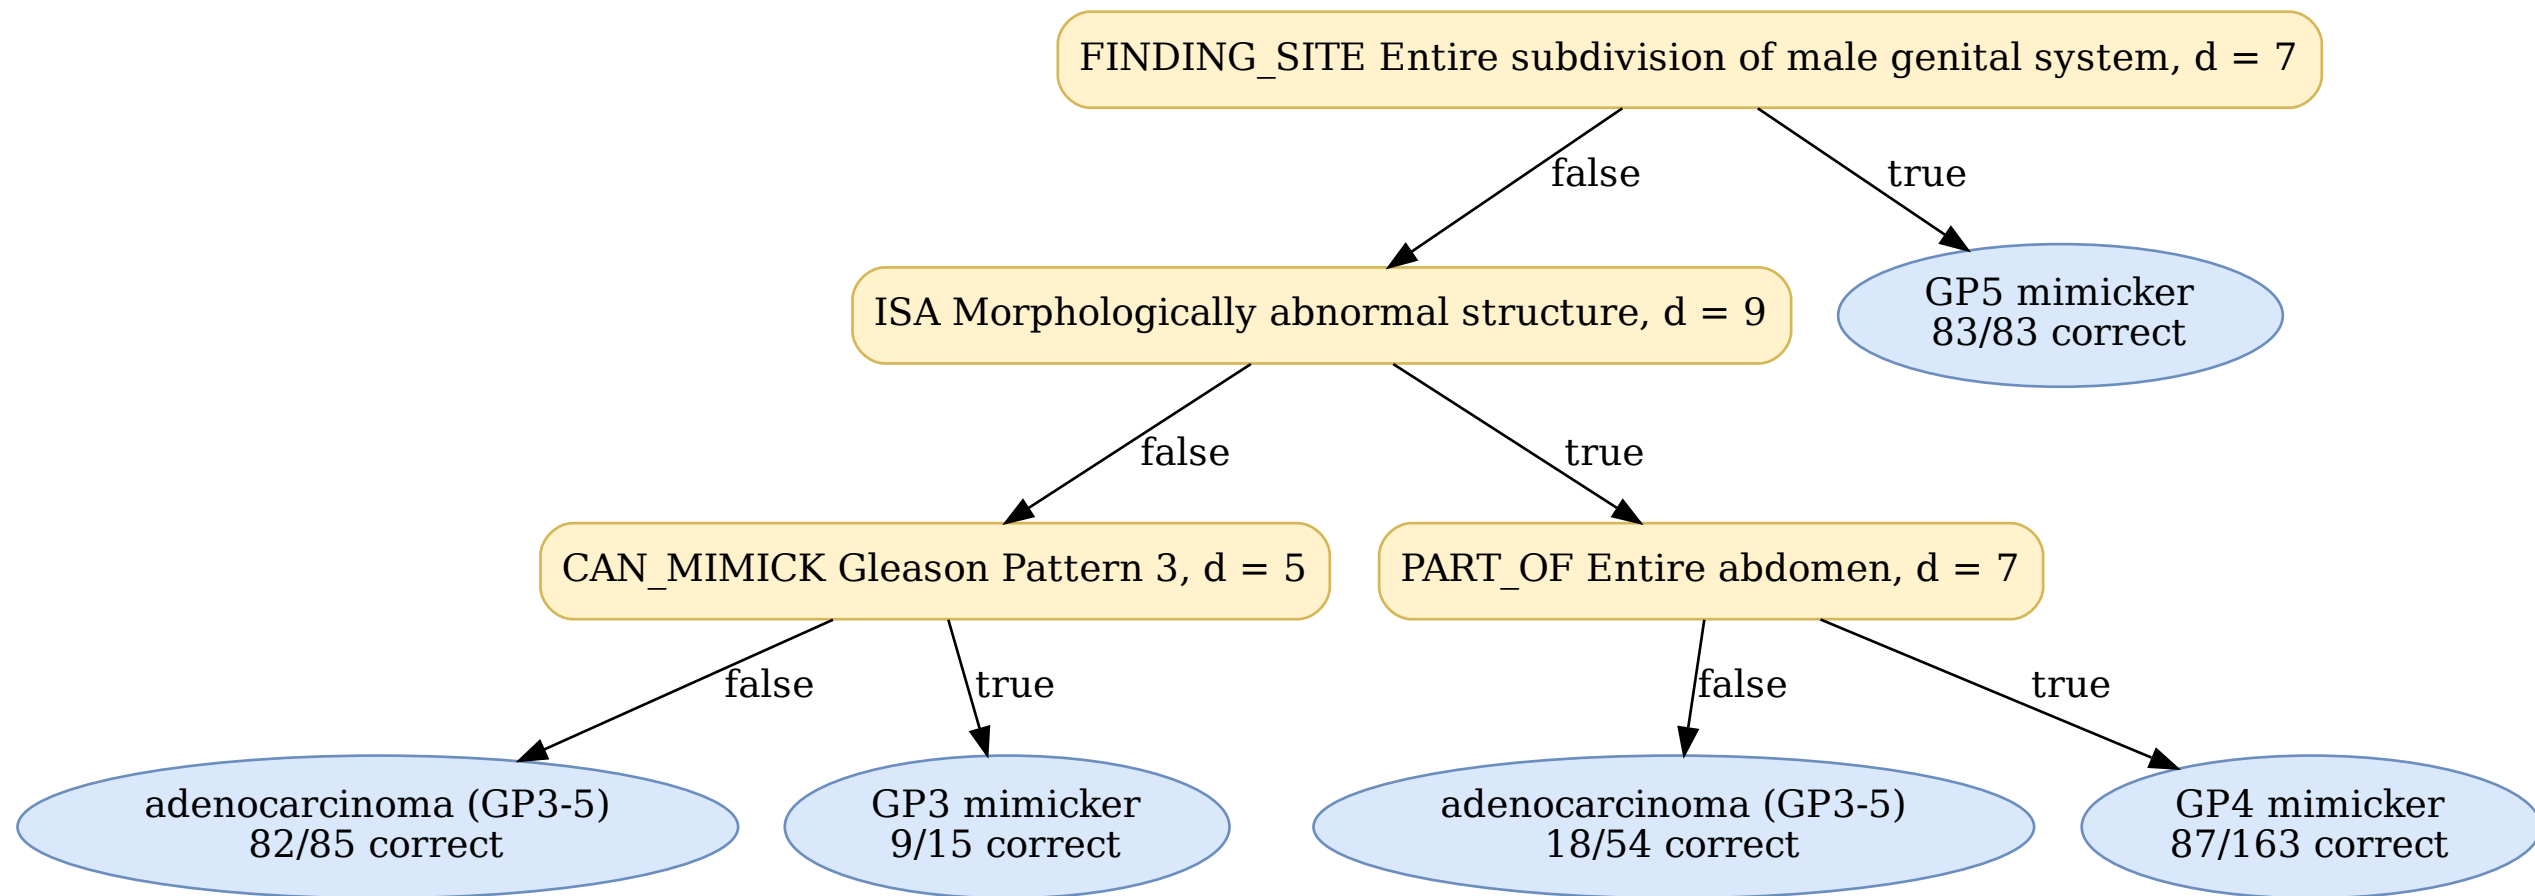 FINDING_SITE Entire subdivision of male genital system, d = 7
false
true
ISA Morphologically abnormal structure, d = 9
GP5 mimicker
83/83 correct
false
true
CAN_MIMICK Gleason Pattern 3, d = 5
PART_OF Entire abdomen, d = 7
false
true
false
true
adenocarcinoma (GP3-5)
82/85 correct
GP3 mimicker
9/15 correct
adenocarcinoma (GP3-5)
18/54 correct
GP4 mimicker
87/163 correct